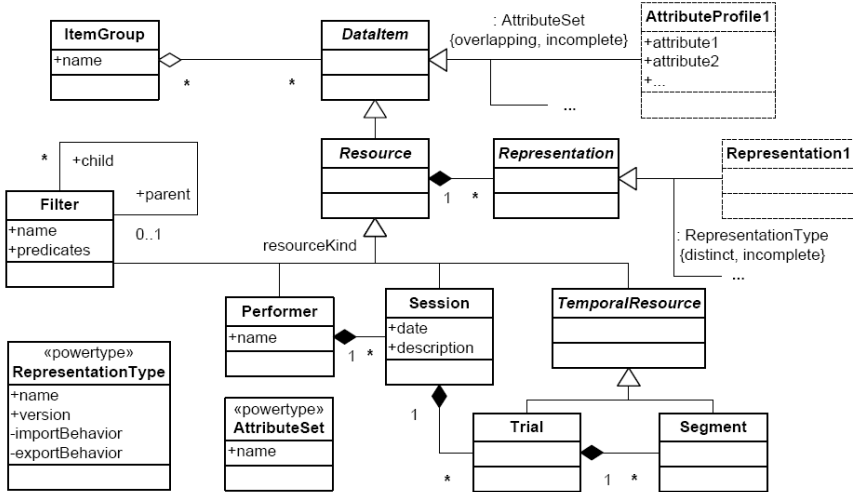 ItemGroup
+name
*
*
DataItem
: AttributeSet
{overlapping, incomplete}
...
AttributeProfile1
+attribute1
+attribute2
+...
*
+child
+parent
0..1
Filter
+name
+predicates
Resource
1
*
Representation
Representation1
: RepresentationType
{distinct, incomplete}
...
resourceKind
Performer
+name
1
*
Session
+date
+description
TemporalResource
«powertype»
RepresentationType
+name
+version
-importBehavior
-exportBehavior
«powertype»
AttributeSet
+name
1
*
Trial
1
*
Segment